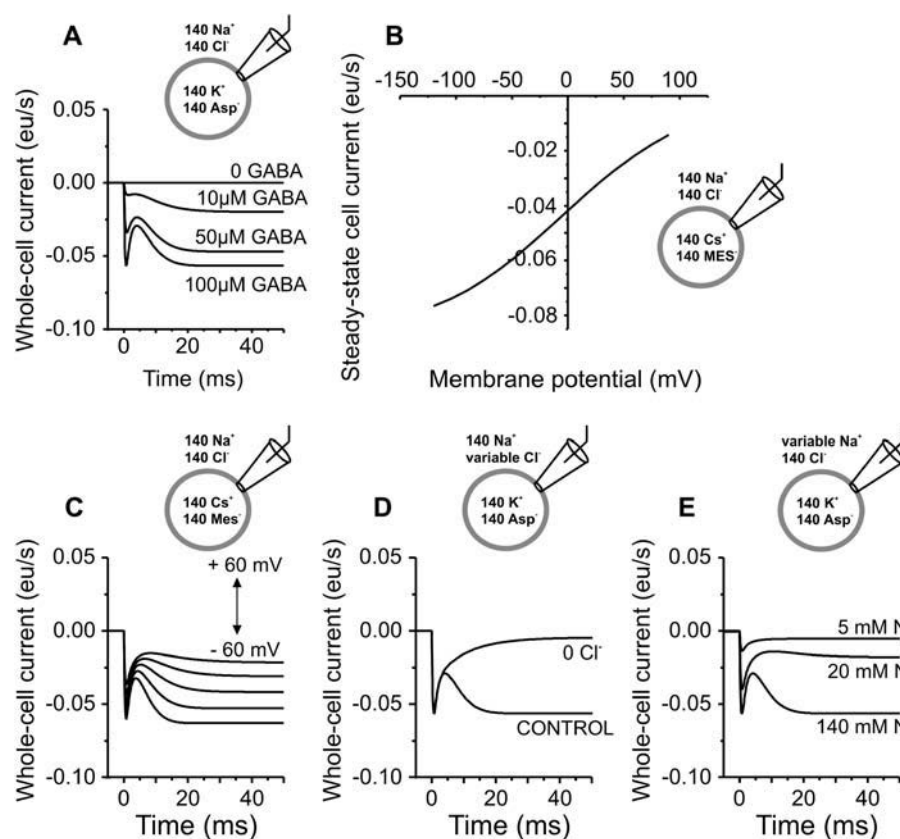 A
140 Na⁺
140 Cl⁻
140 K⁺
140 Asp⁻
Whole-cell current (eu/s)
0.05
0.00
-0.05
-0.10
0 GABA
10µM GABA
50µM GABA
100µM GABA
0 20 40
Time (ms)
B
-150 -100 -50 0 50 100
Steady-state cell current (eu/s)
-0.02
-0.04
-0.06
-0.08
140 Na⁺
140 Cl⁻
140 Cs⁺
140 MES⁻
Membrane potential (mV)
C
140 Na⁺
140 Cl⁻
140 Cs⁺
140 Mes⁻
Whole-cell current (eu/s)
0.05
0.00
-0.05
-0.10
+ 60 mV
- 60 mV
0 20 40
Time (ms)
D
140 Na⁺
variable Cl⁻
140 K⁺
140 Asp⁻
Whole-cell current (eu/s)
0.05
0.00
-0.05
-0.10
0 Cl⁻
CONTROL
0 20 40
Time (ms)
E
variable Na⁺
140 Cl⁻
140 K⁺
140 Asp⁻
Whole-cell current (eu/s)
0.05
0.00
-0.05
-0.10
5 mM N
20 mM N
140 mM N
0 20 40
Time (ms)